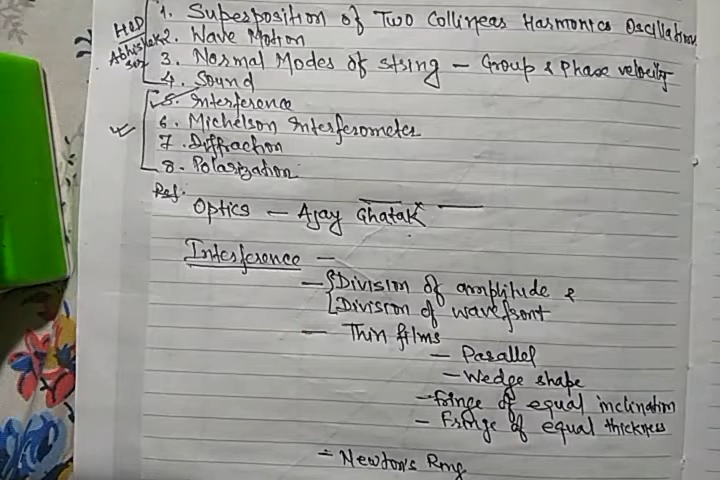 1. Superposition of Two Collinear Harmonics Oscillation
HOD
Abhishek
sir
2. Wave Motion
3. Normal Modes of string - Group & Phase velocity
4. Sound
5. Interference
6. Michelson Interferometer
7. Diffraction
8. Polarization
Ref.
Optics - Ajay Ghatak
Interference -
- Division of amplitude &
Division of wavefront
- Thin films
- Parallel
- Wedge shape
- fringe of equal inclination
- Fringe of equal thickness
- Newton's Ring